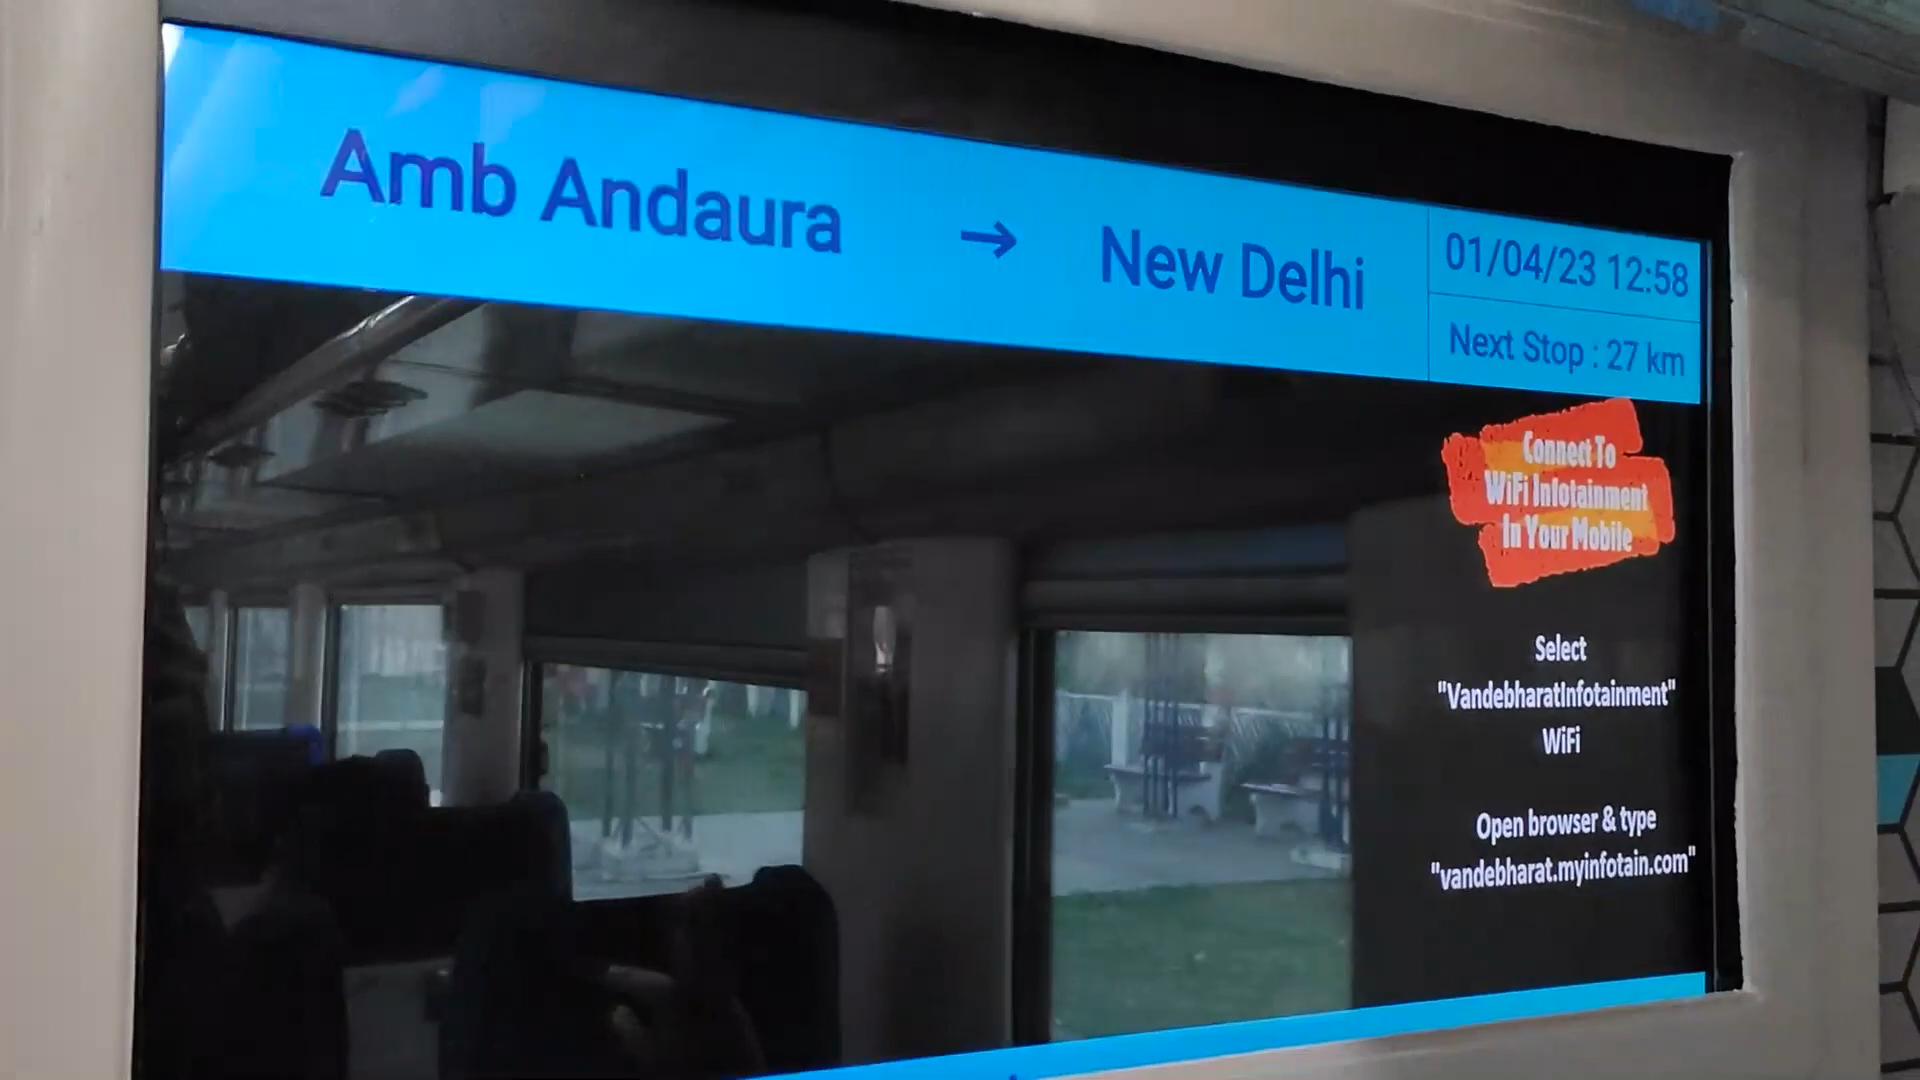 Amb Andaura → New Delhi
01/04/23 12:58
Next Stop : 27 km
Connect To
WiFi Infotainment
In Your Mobile
Select
"VandebharatInfotainment"
WiFi
Open browser & type
"vandebharat.myinfotain.com"